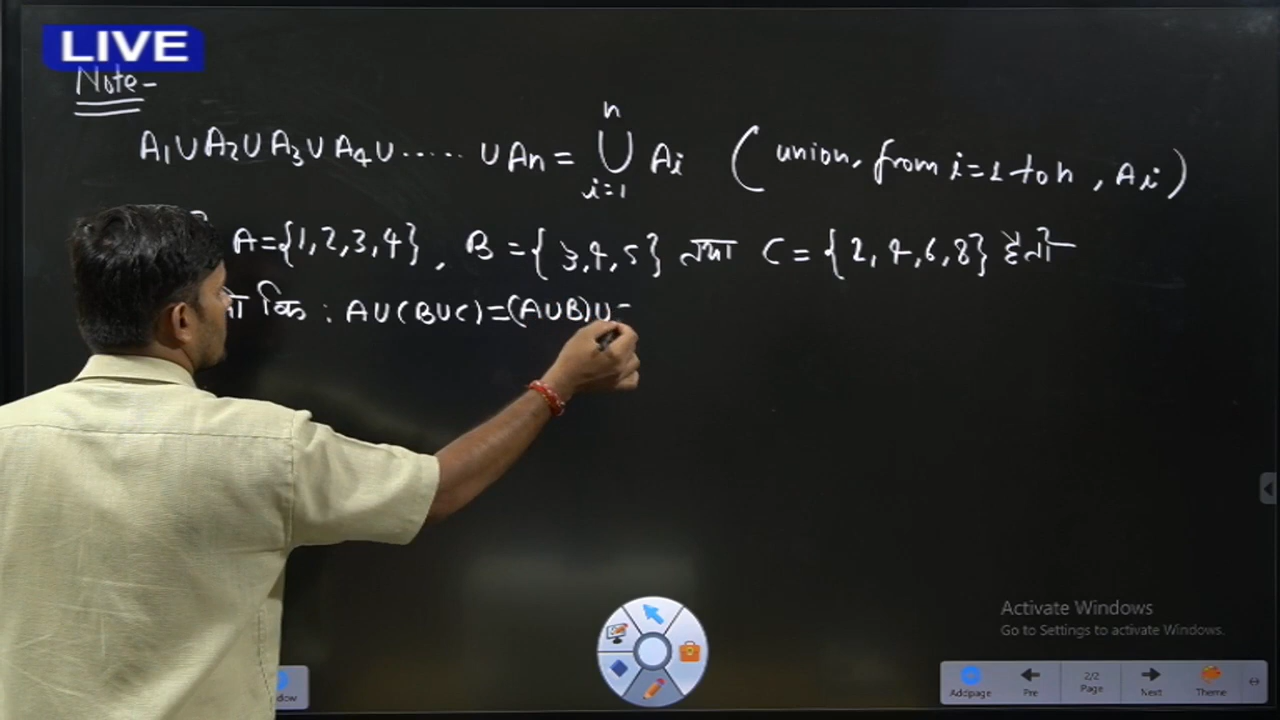 LIVE
Note-
A₁∪A₂∪A₃∪A₄∪...... ∪Aₙ = ⋃ⁿᵢ₌₁ Aᵢ (union, from i=1 to n, Aᵢ)
A={1,2,3,4}, B={3,4,5} तथा C={2,4,6,8} है तो
कि : A∪(B∪C)=(A∪B)∪
Activate Windows
Go to Settings to activate Windows.
Addpage Pre 2/2 Page Next Theme